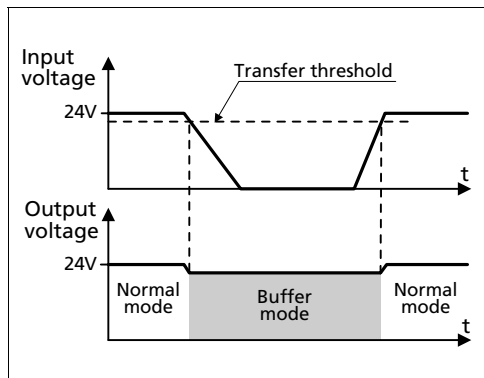 Input
voltage
Transfer threshold
24V
t
Output
voltage
24V
Normal
mode
Buffer
mode
Normal
mode
t